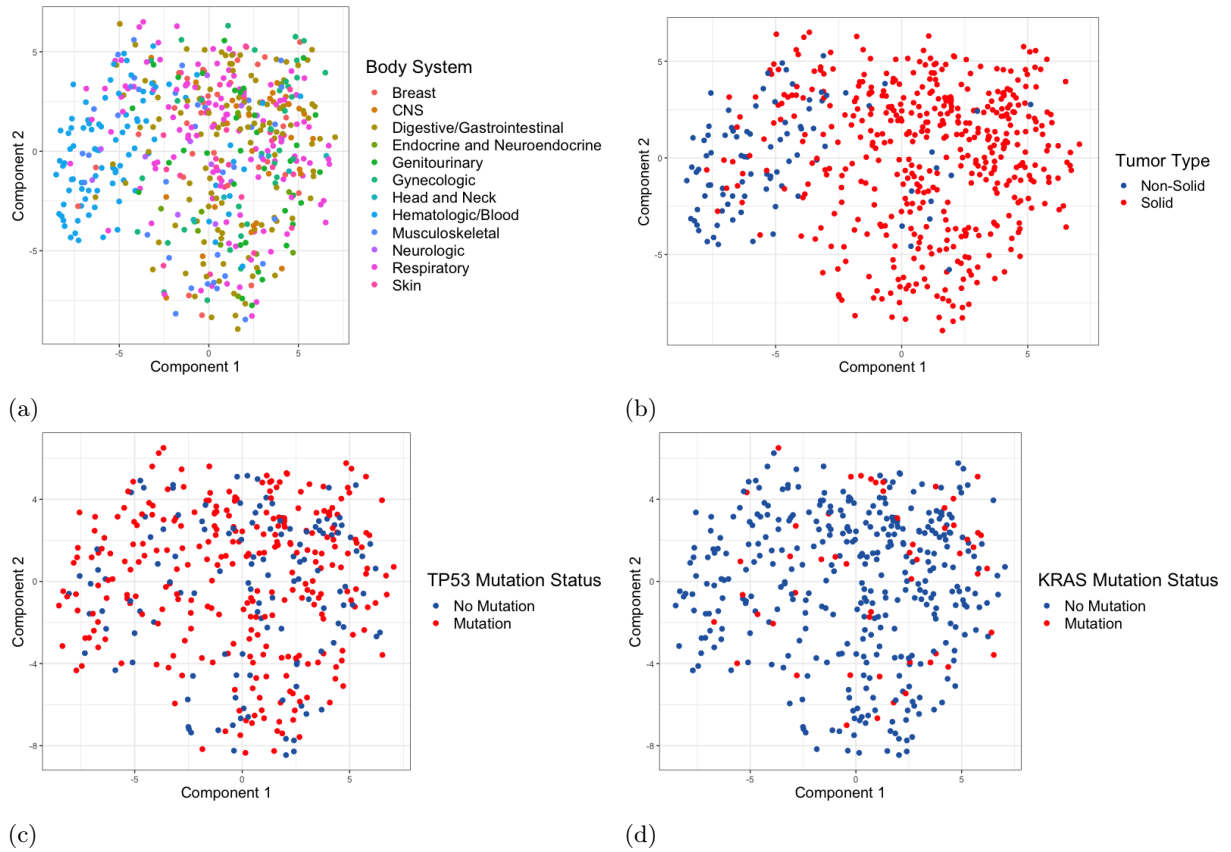 5
0
-5
-5
0
5
Component 2
Component 1
Body System
Breast
CNS
Digestive/Gastrointestinal
Endocrine and Neuroendocrine
Genitourinary
Gynecologic
Head and Neck
Hematologic/Blood
Musculoskeletal
Neurologic
Respiratory
Skin
(a)
5
0
-5
-5
0
5
Component 2
Component 1
Tumor Type
Non-Solid
Solid
(b)
4
0
-4
-8
-5
0
5
Component 2
Component 1
TP53 Mutation Status
No Mutation
Mutation
(c)
4
0
-4
-8
-5
0
5
Component 2
Component 1
KRAS Mutation Status
No Mutation
Mutation
(d)